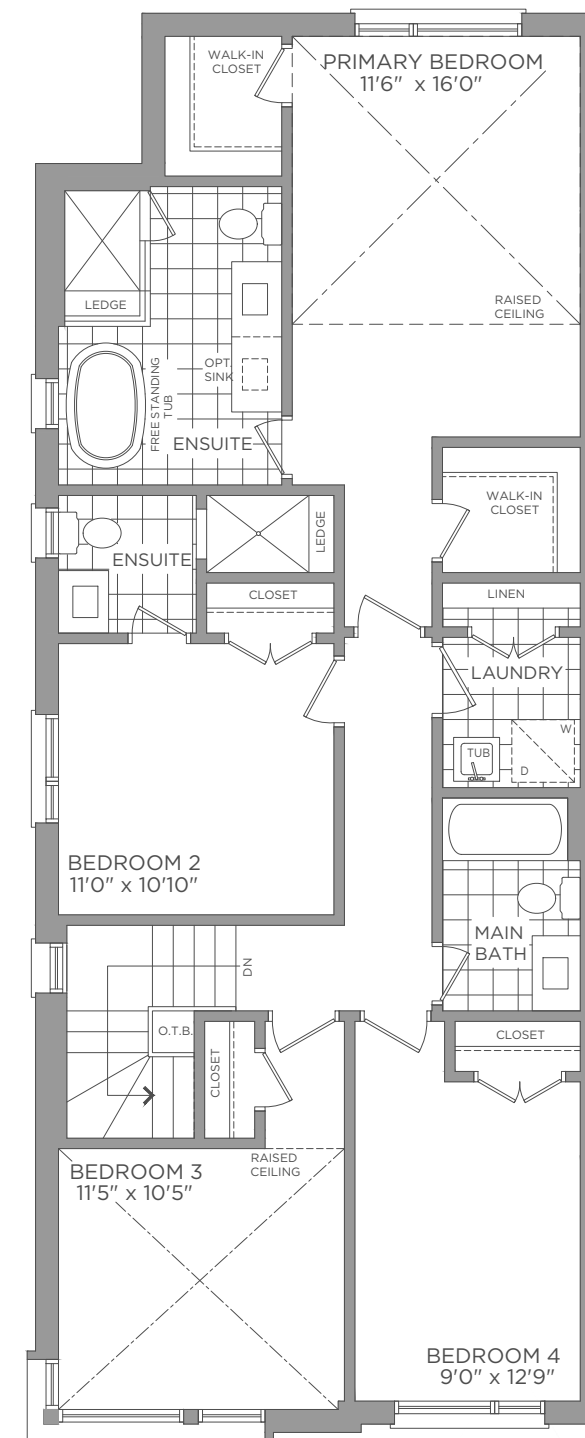 WALK-IN
CLOSET
PRIMARY BEDROOM
11'6" x 16'0"
RAISED
CEILING
LEDGE
OPT.
SINK
FREE STANDING
TUB
ENSUITE
WALK-IN
CLOSET
ENSUITE
LEDGE
CLOSET
LINEN
LAUNDRY
W
TUB
D
BEDROOM 2
11'0" x 10'10"
MAIN
BATH
DN
O.T.B.
CLOSET
CLOSET
RAISED
CEILING
BEDROOM 3
11'5" x 10'5"
BEDROOM 4
9'0" x 12'9"